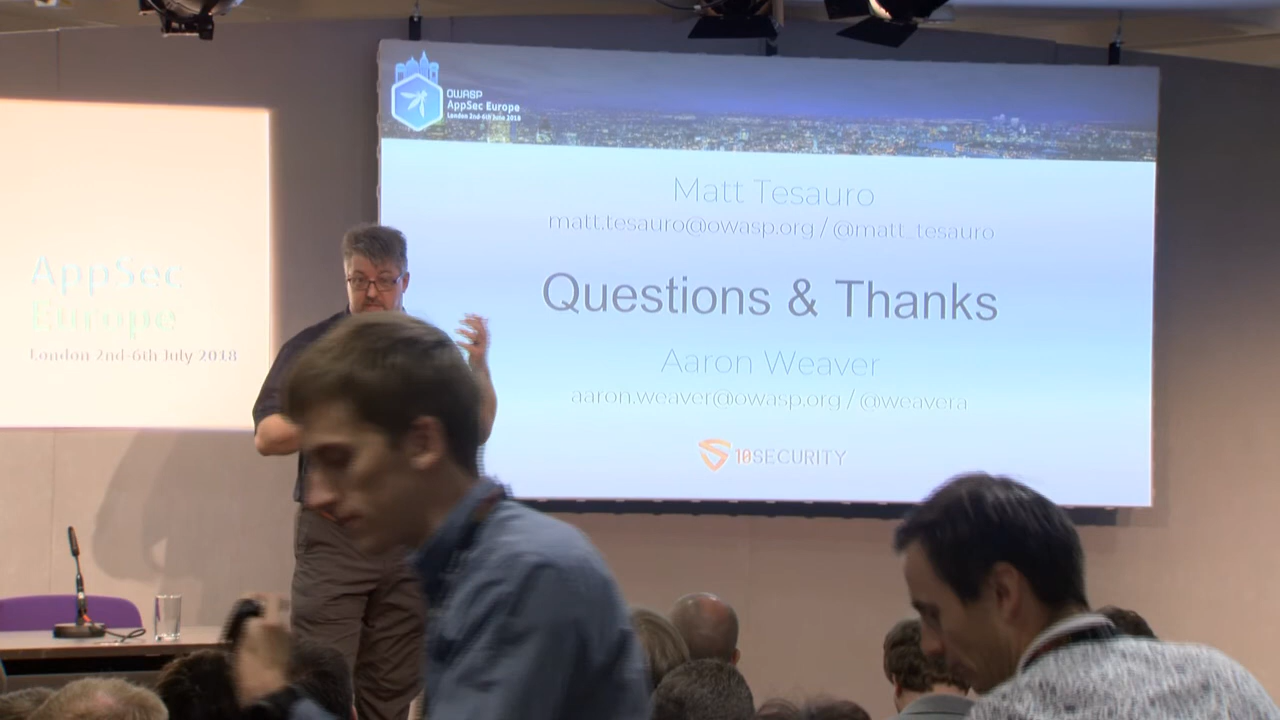 OWASP
AppSec Europe
London 2nd-6th July 2018
Matt Tesauro
matt.tesauro@owasp.org / @matt_tesauro
Questions & Thanks
Aaron Weaver
aaron.weaver@owasp.org / @weavera
10SECURITY
AppSec
Europe
London 2nd-6th July 2018